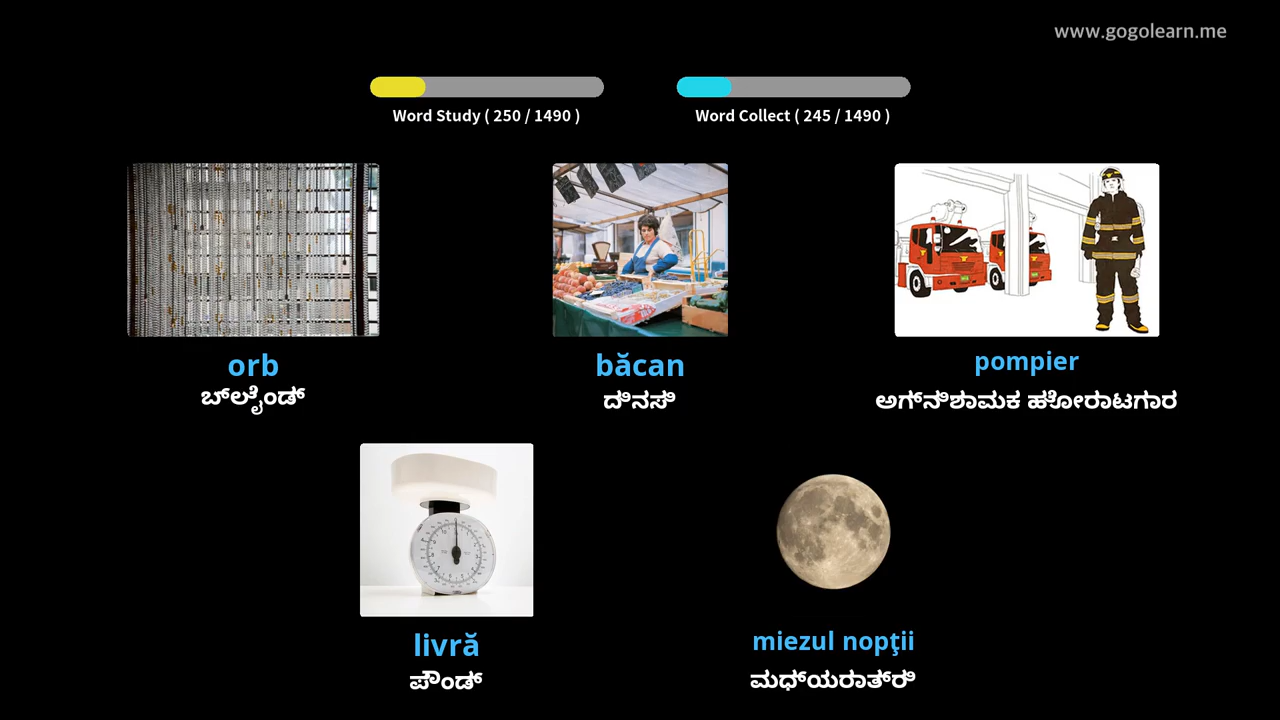 www.gogolearn.me
Word Study ( 250 / 1490 )
Word Collect ( 245 / 1490 )
orb
ಬ್ಲೈಂಡ್
băcan
ದಿನಸಿ
pompier
ಅಗ್ನಿಶಾಮಕ ಹೋರಾಟಗಾರ
livră
ಪೌಂಡ್
miezul nopţii
ಮಧ್ಯರಾತ್ರಿ